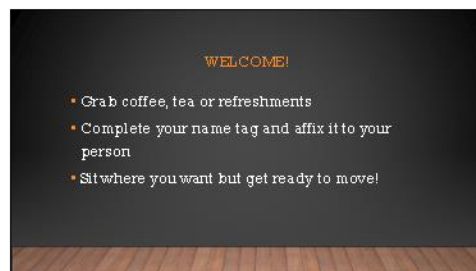 WELCOME!
• Grab coffee, tea or refreshments
• Complete your name tag and affix it to your
person
• Sit where you want but get ready to move!